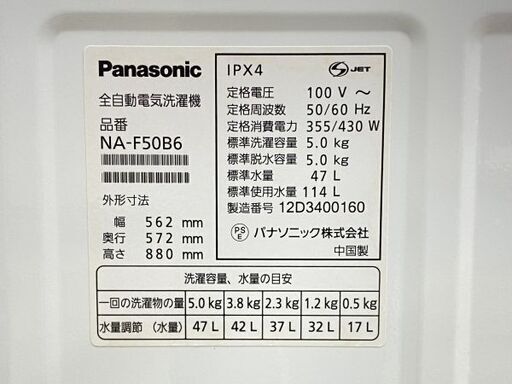 Panasonic
全自動電気洗濯機
品番
NA-F50B6
外形寸法
幅 562 mm
奥行 572 mm
高さ 880 mm
IPX4
S JET
定格電圧 100 V ～
定格周波数 50/60 Hz
定格消費電力 355/430 W
標準洗濯容量 5.0 kg
標準脱水容量 5.0 kg
標準水量 47 L
標準使用水量 114 L
製造番号 12D3400160
PSE パナソニック株式会社
中国製
洗濯容量、水量の目安
一回の洗濯物の量 5.0 kg 3.8 kg 2.3 kg 1.2 kg 0.5 kg
水量調節（水量） 47 L 42 L 37 L 32 L 17 L